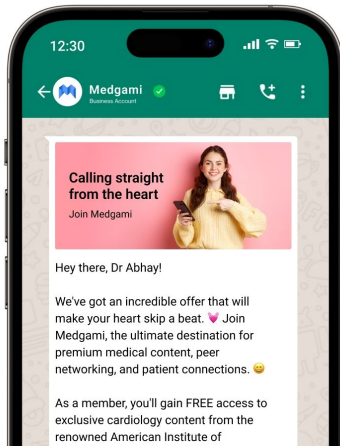 12:30
Medgami
Business Account
Calling straight
from the heart
Join Medgami
Hey there, Dr Abhay!
We've got an incredible offer that will
make your heart skip a beat. 💓 Join
Medgami, the ultimate destination for
premium medical content, peer
networking, and patient connections. 😄
As a member, you'll gain FREE access to
exclusive cardiology content from the
renowned American Institute of